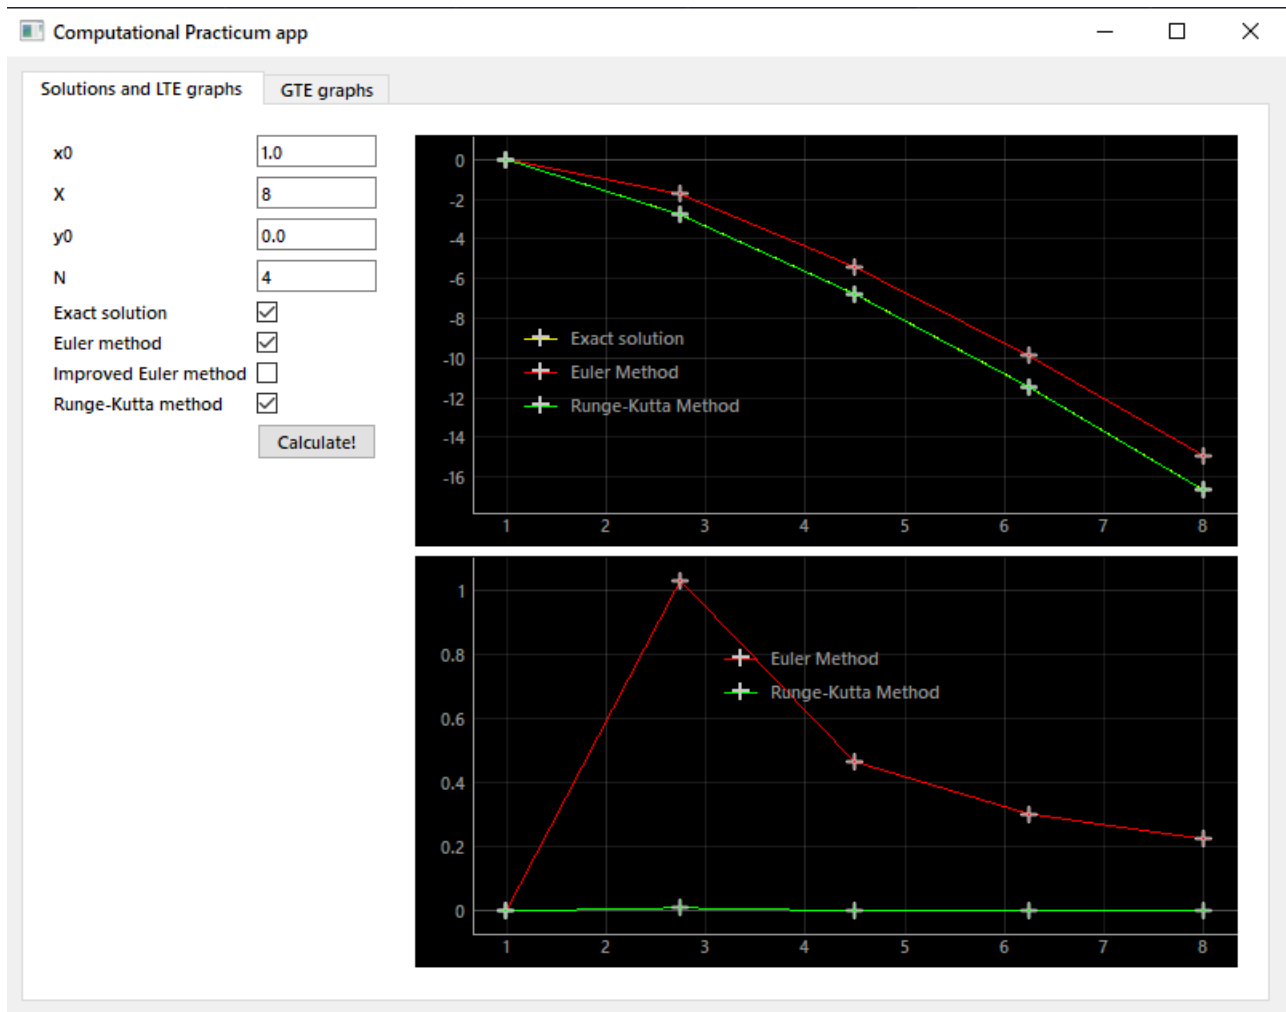 Computational Practicum app
Solutions and LTE graphs
GTE graphs
x0
1.0
X
8
y0
0.0
N
4
Exact solution
Euler method
Improved Euler method
Runge-Kutta method
Calculate!
0
-2
-4
-6
-8
-10
-12
-14
-16
Exact solution
Euler Method
Runge-Kutta Method
1 2 3 4 5 6 7 8
1
0.8
0.6
0.4
0.2
0
Euler Method
Runge-Kutta Method
1 2 3 4 5 6 7 8